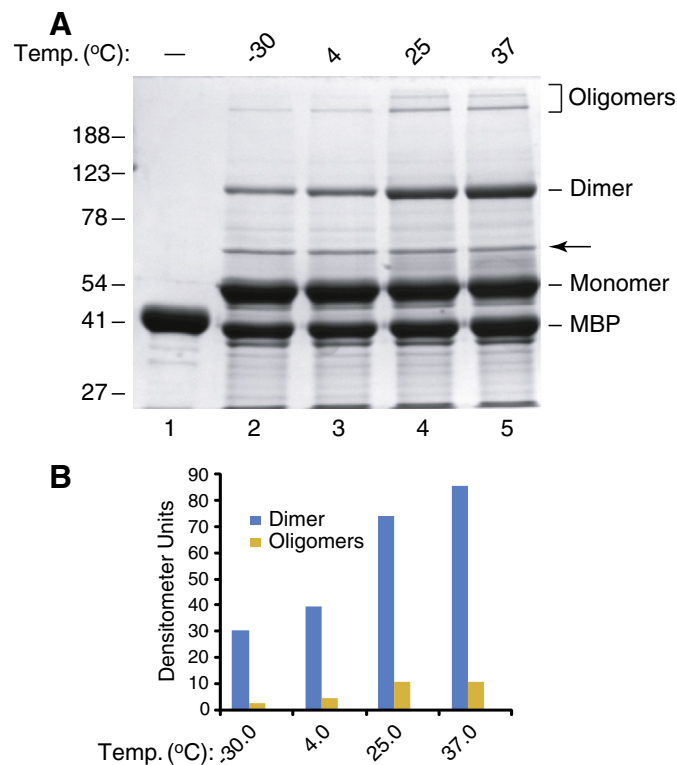 A
Temp. (°C): — -30 4 25 37
Oligomers
188–
123–
– Dimer
78–
54–
– Monomer
41–
– MBP
27–
1 2 3 4 5
B
90
80
70
60
50
40
30
20
10
0
Densitometer Units
Dimer
Oligomers
Temp. (°C): -30.0 4.0 25.0 37.0